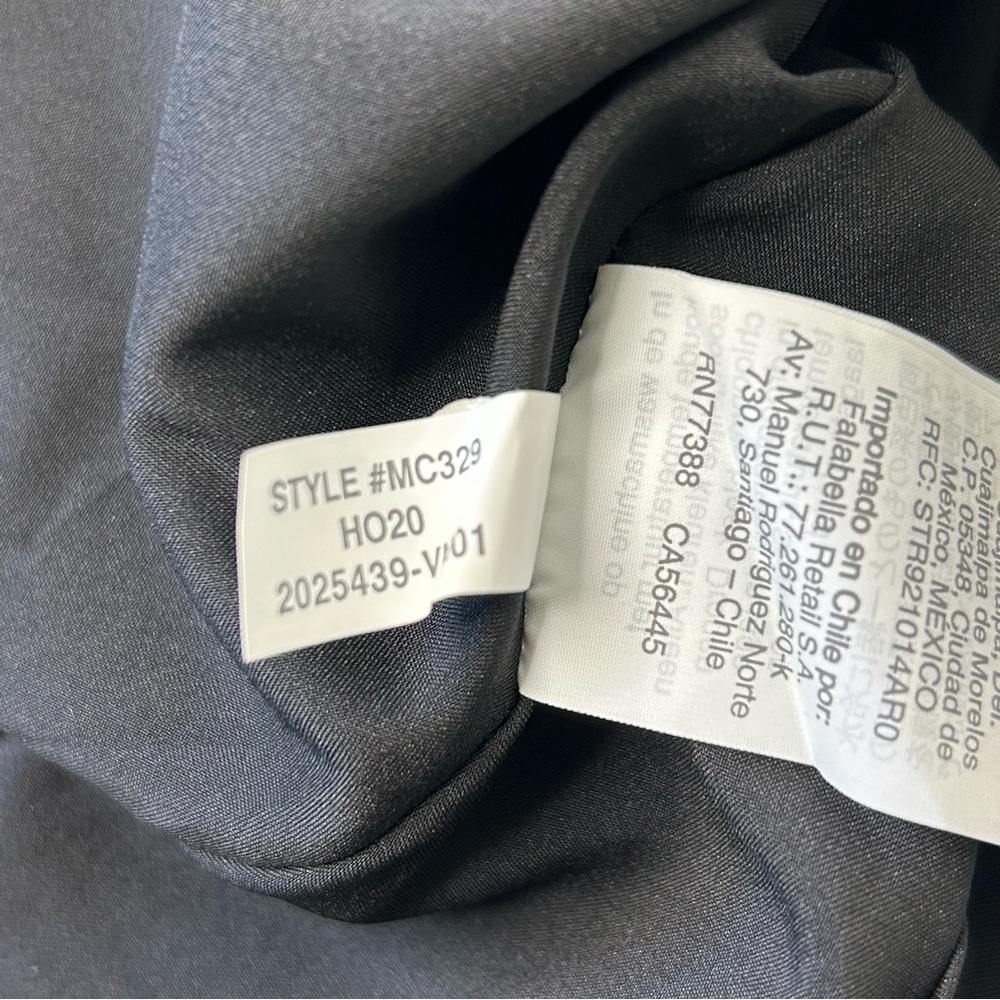 STYLE #MC329
HO20
2025439-V 01
Cuajimalpa de Morelos
C.P. 05348, Ciudad de
México, MÉXICO
RFC: STR921014AR0
Importado en Chile por:
Falabella Retail S.A.
R.U.T.: 77.261.280-K
Av: Manuel Rodríguez Norte
730, Santiago – Chile
RN77388 CA56445